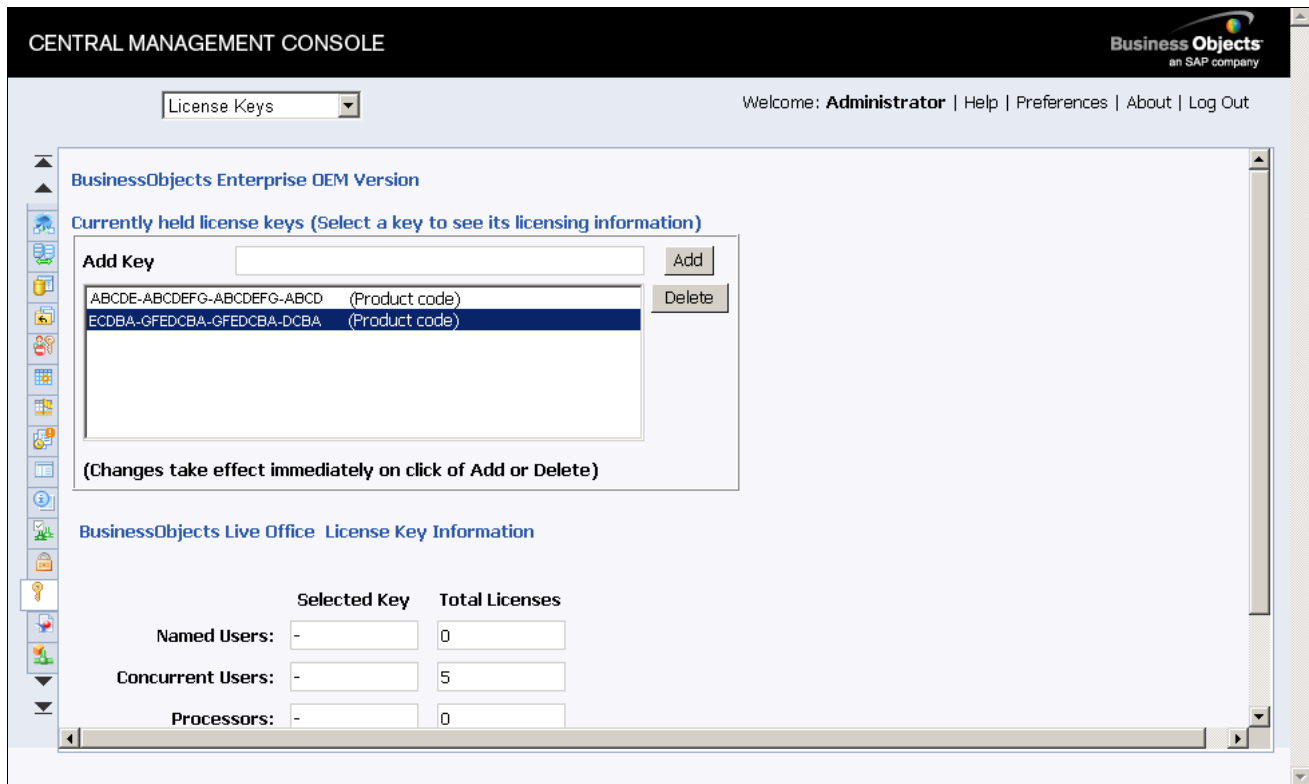 CENTRAL MANAGEMENT CONSOLE
Business Objects
an SAP company
License Keys
Welcome: Administrator | Help | Preferences | About | Log Out
BusinessObjects Enterprise OEM Version
Currently held license keys (Select a key to see its licensing information)
Add Key Add
ABCDE-ABCDEFG-ABCDEFG-ABCD (Product code) Delete
ECDBA-GFEDCBA-GFEDCBA-DCBA (Product code)
(Changes take effect immediately on click of Add or Delete)
BusinessObjects Live Office License Key Information
Selected Key Total Licenses
Named Users: - 0
Concurrent Users: - 5
Processors: - 0